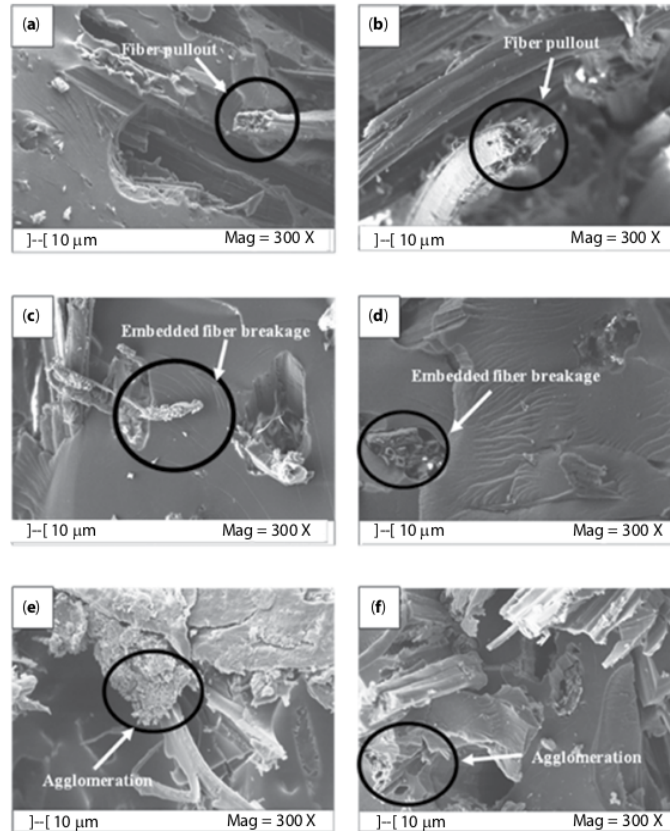 (a)
Fiber pullout
]--[ 10 μm Mag = 300 X
(b)
Fiber pullout
]--[ 10 μm Mag = 300 X
(c)
Embedded fiber breakage
]--[ 10 μm Mag = 300 X
(d)
Embedded fiber breakage
]--[ 10 μm Mag = 300 X
(e)
Agglomeration
]--[ 10 μm Mag = 300 X
(f)
Agglomeration
]--[ 10 μm Mag = 300 X